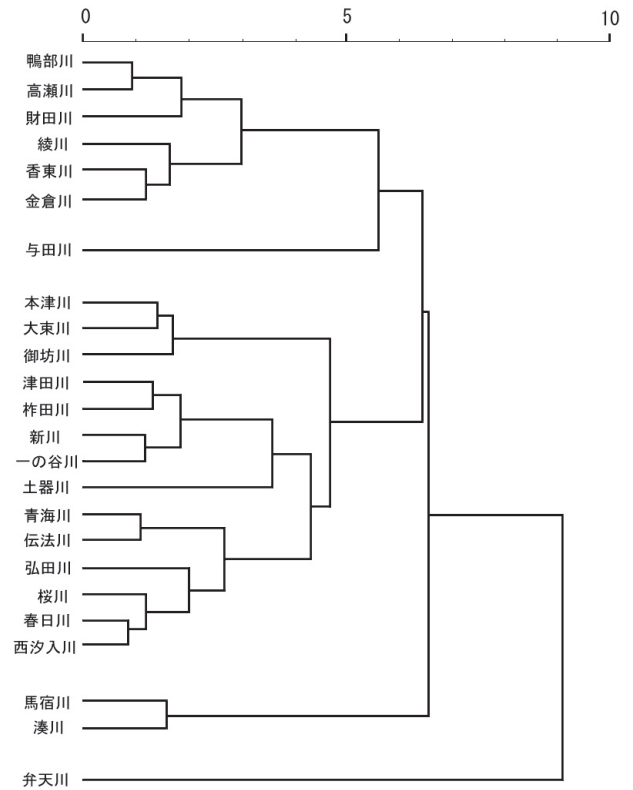 0 5 10
鴨部川
高瀬川
財田川
綾川
香東川
金倉川
与田川
本津川
大束川
御坊川
津田川
柞田川
新川
一の谷川
土器川
青海川
伝法川
弘田川
桜川
春日川
西汐入川
馬宿川
湊川
弁天川